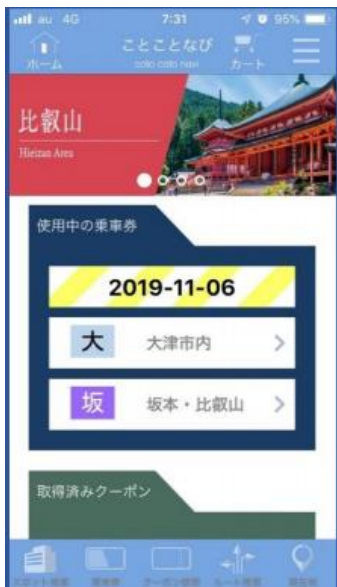 au 4G 7:31 95%
ホーム
ことことなび
coto coto navi
カート
比叡山
Hieizan Area
使用中の乗車券
2019-11-06
大 大津市内
坂 坂本・比叡山
取得済みクーポン